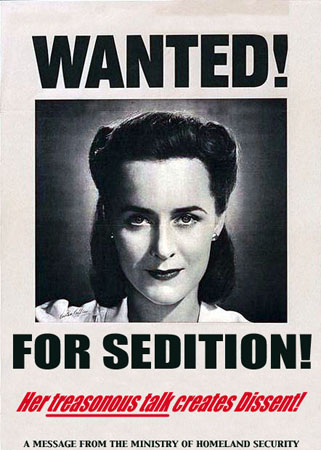 WANTED!
FOR SEDITION!
Her treasonous talk creates Dissent!
A MESSAGE FROM THE MINISTRY OF HOMELAND SECURITY